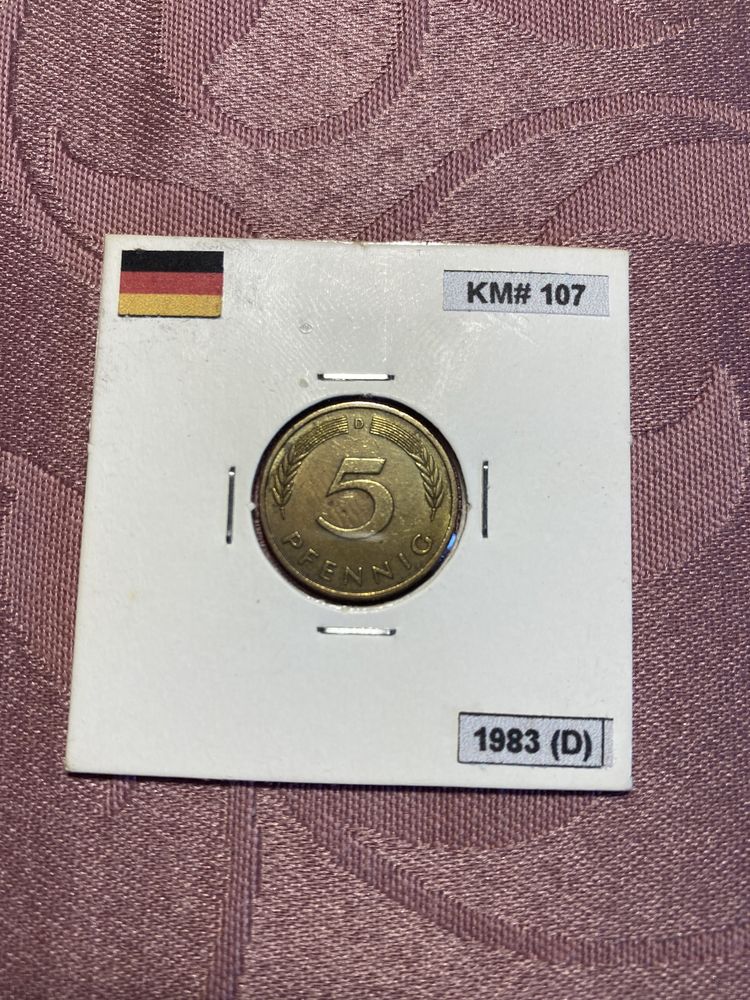 KM# 107
D
5
PFENNIG
1983 (D)